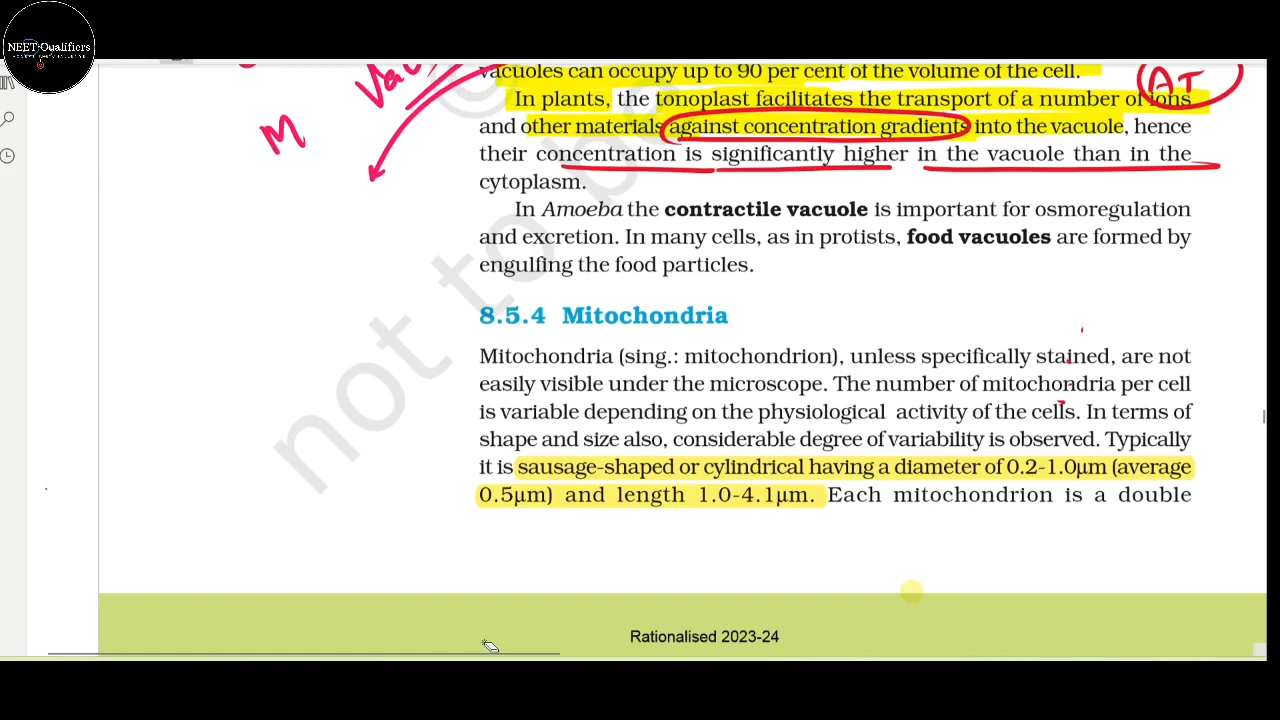 NEET Qualifiers
vacuoles can occupy up to 90 per cent of the volume of the cell.
AT
In plants, the tonoplast facilitates the transport of a number of ions
and other materials against concentration gradients into the vacuole, hence
M
their concentration is significantly higher in the vacuole than in the
cytoplasm.
In Amoeba the contractile vacuole is important for osmoregulation
and excretion. In many cells, as in protists, food vacuoles are formed by
engulfing the food particles.
8.5.4 Mitochondria
Mitochondria (sing.: mitochondrion), unless specifically stained, are not
easily visible under the microscope. The number of mitochondria per cell
is variable depending on the physiological activity of the cells. In terms of
shape and size also, considerable degree of variability is observed. Typically
it is sausage-shaped or cylindrical having a diameter of 0.2-1.0μm (average
0.5μm) and length 1.0-4.1μm. Each mitochondrion is a double
not to be
Rationalised 2023-24